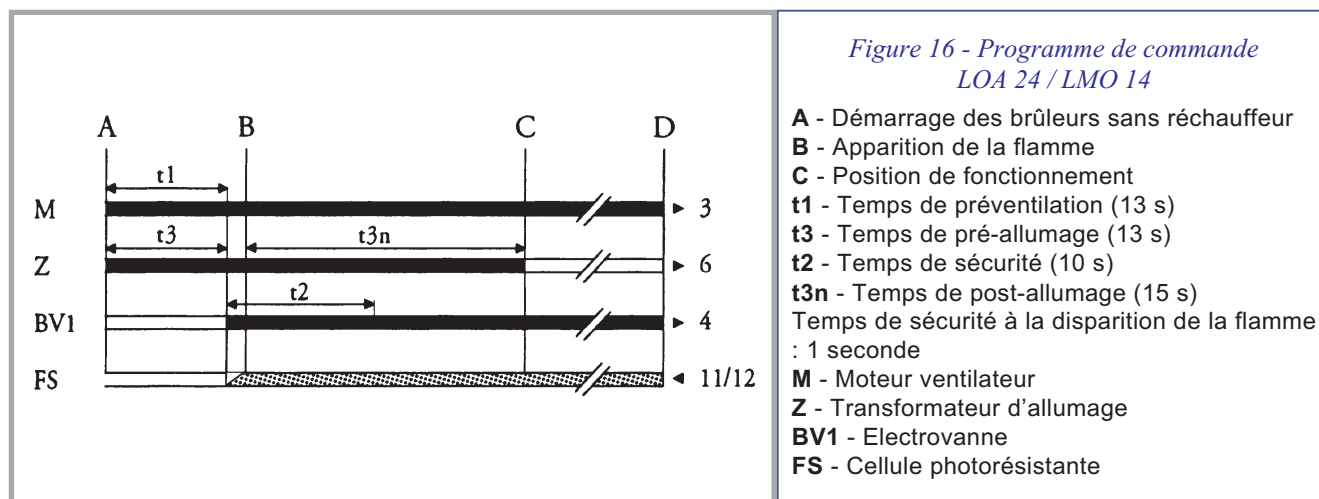 A B C D
t1
M 3
t3 t3n
Z 6
t2
BV1 4
FS 11/12
Figure 16 - Programme de commande
LOA 24 / LMO 14
A - Démarrage des brûleurs sans réchauffeur
B - Apparition de la flamme
C - Position de fonctionnement
t1 - Temps de préventilation (13 s)
t3 - Temps de pré-allumage (13 s)
t2 - Temps de sécurité (10 s)
t3n - Temps de post-allumage (15 s)
Temps de sécurité à la disparition de la flamme
: 1 seconde
M - Moteur ventilateur
Z - Transformateur d’allumage
BV1 - Electrovanne
FS - Cellule photorésistante